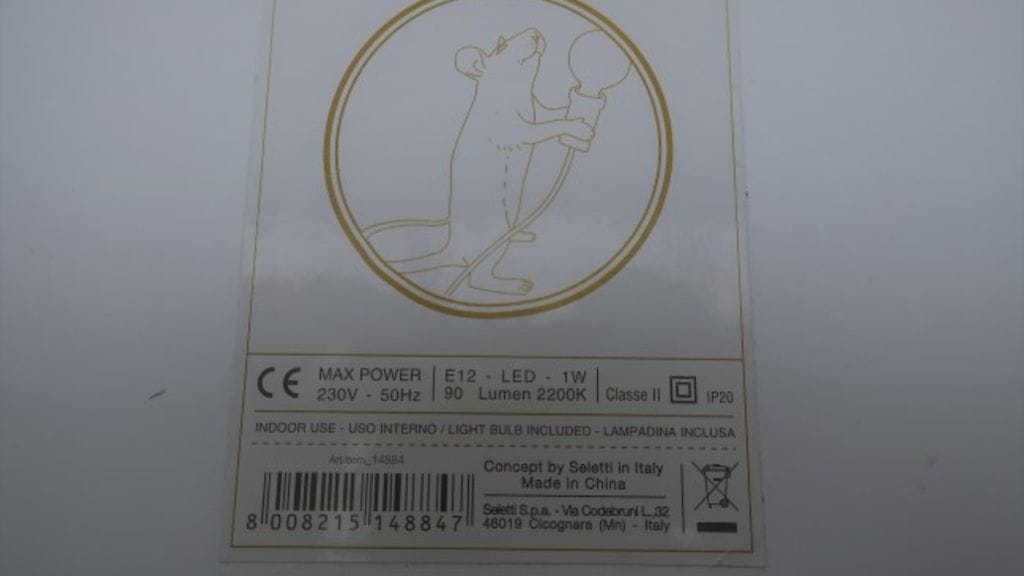 CE MAX POWER E12 - LED - 1W
230V - 50Hz 90 Lumen 2200K Classe II IP20
INDOOR USE - USO INTERNO / LIGHT BULB INCLUDED - LAMPADINA INCLUSA
Art/Item_14884
Concept by Seletti in Italy
Made in China
Seletti S.p.a. - Via Codebruni L.,32
46019 Cicognara (Mn) - Italy
8 008215 148847